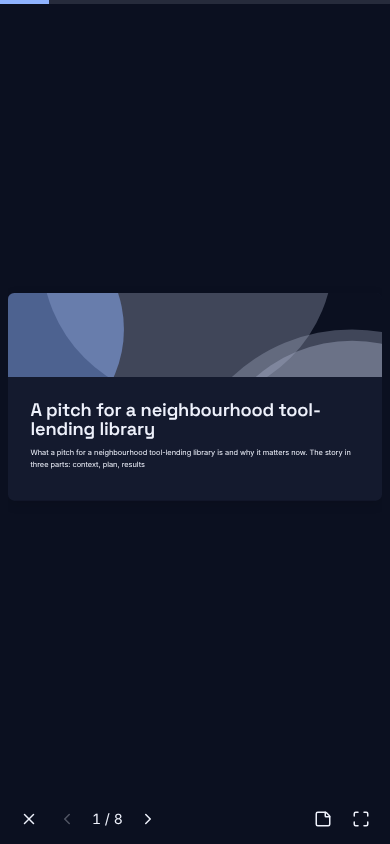 A pitch for a neighbourhood tool-
lending library
What a pitch for a neighbourhood tool-lending library is and why it matters now. The story in
three parts: context, plan, results
1 / 8